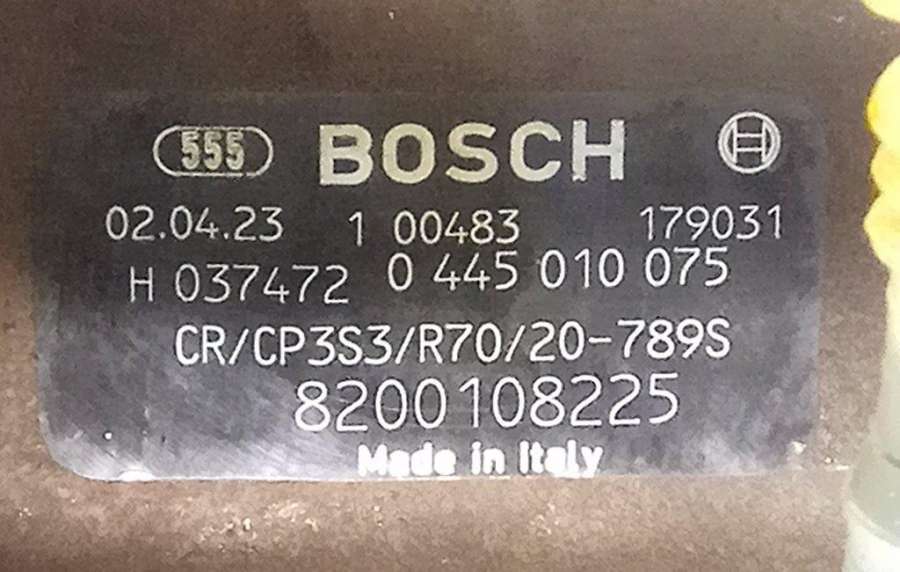 555 BOSCH
02.04.23 1 00483 179031
H 037472 0 445 010 075
CR/CP3S3/R70/20-789S
8200108225
Made in Italy